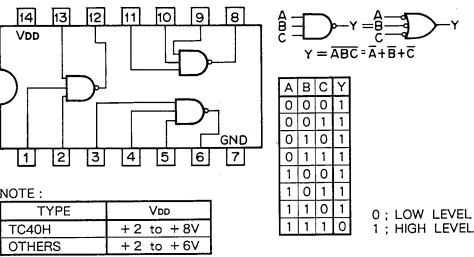 14 13 12 11 10 9 8
VDD
GND
1 2 3 4 5 6 7
A
B
C
Y
=
A
B
C
Y
Y = \overline{ABC} = Ā + B̄ + C̄
A B C Y
0 0 0 1
0 0 1 1
0 1 0 1
0 1 1 1
1 0 0 1
1 0 1 1
1 1 0 1
1 1 1 0
0 ; LOW LEVEL
1 ; HIGH LEVEL
NOTE :
TYPE VDD
TC40H + 2 to + 8V
OTHERS + 2 to + 6V